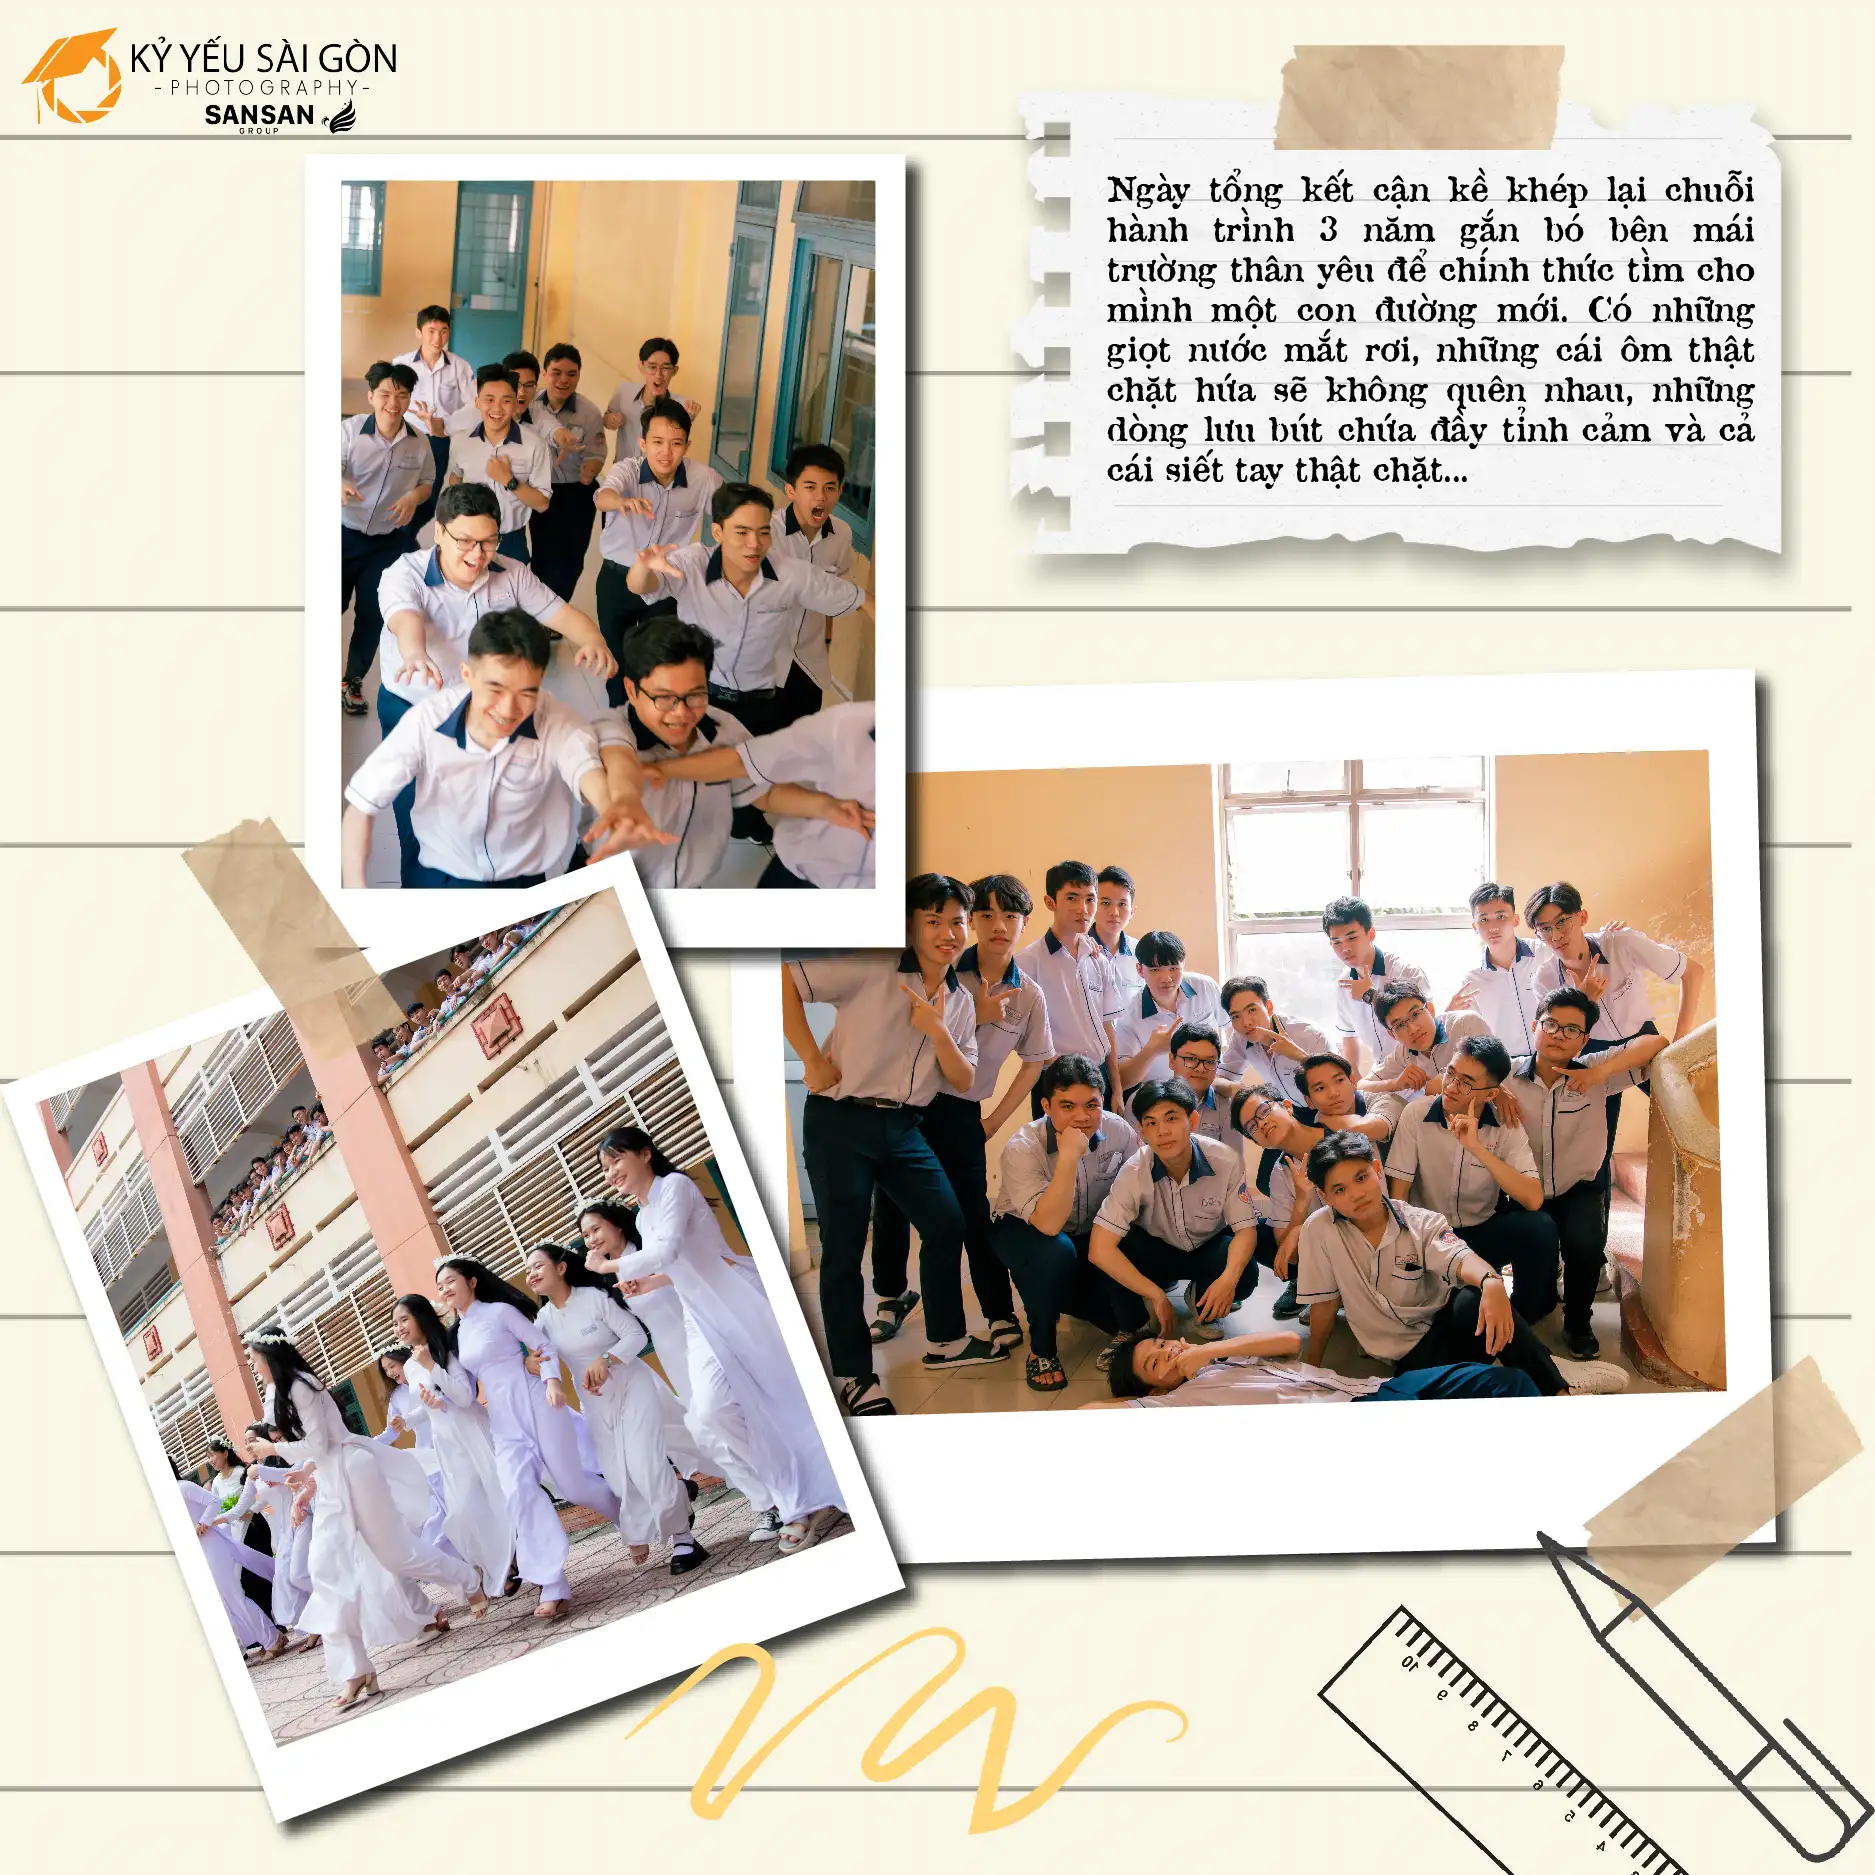 KỶ YẾU SÀI GÒN
-PHOTOGRAPHY-
SANSAN
GROUP
Ngày tổng kết cận kề khép lại chuỗi
hành trình 3 năm gắn bó bên mái
trường thân yêu để chính thức tìm cho
mình một con đường mới. Có những
giọt nước mắt rơi, những cái ôm thật
chặt hứa sẽ không quên nhau, những
dòng lưu bút chứa đầy tỉnh cảm và cả
cái siết tay thật chặt...
10
9
8
7
6
5
4